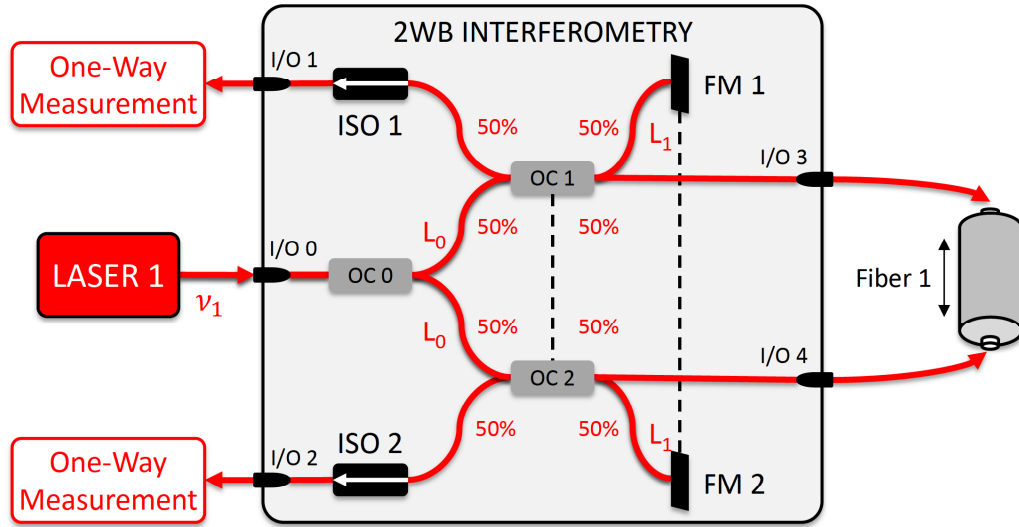 2WB INTERFEROMETRY
One-Way
Measurement
I/O 1
ISO 1
50%
50%
L₁
FM 1
OC 1
I/O 3
50%
50%
L₀
LASER 1
ν₁
I/O 0
OC 0
Fiber 1
L₀
50%
50%
OC 2
I/O 4
One-Way
Measurement
I/O 2
ISO 2
50%
50%
L₁
FM 2